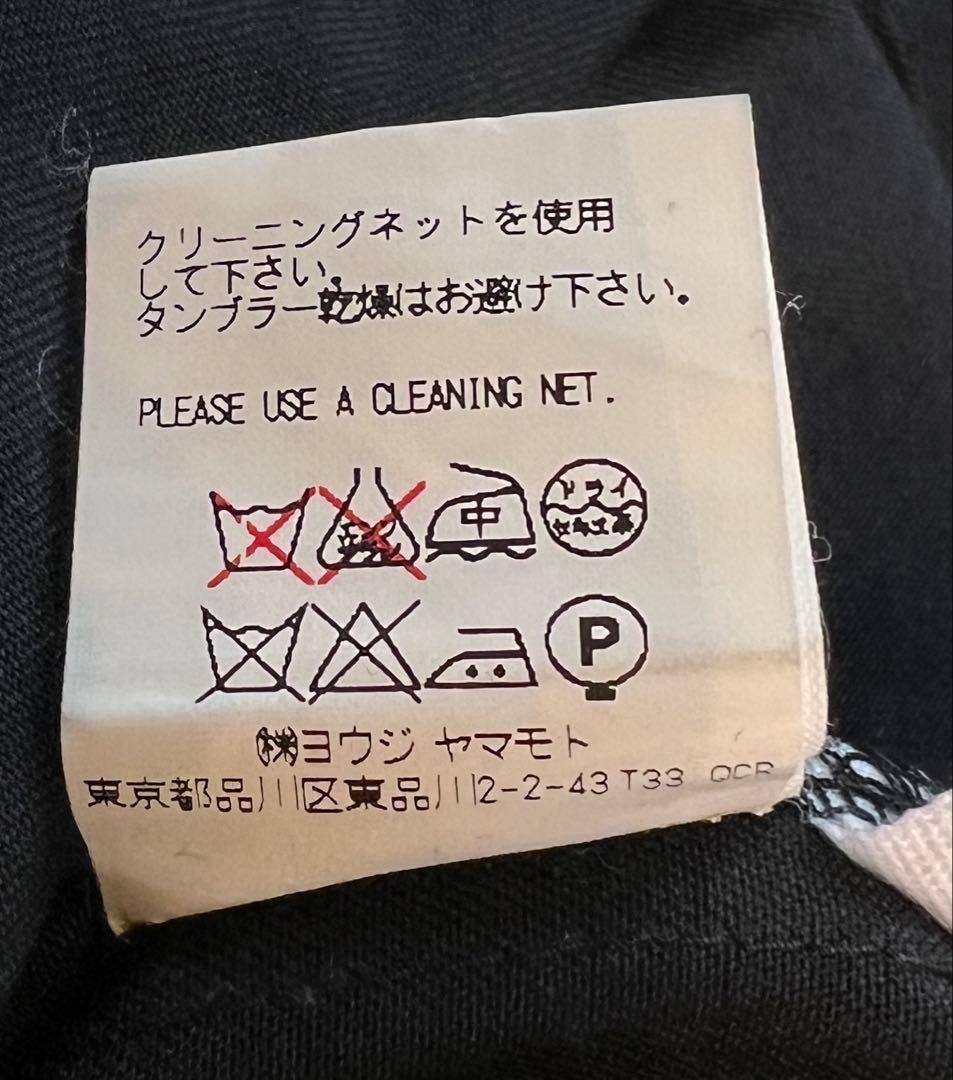 クリーニングネットを使用
して下さい。
タンブラー乾燥はお避け下さい。
PLEASE USE A CLEANING NET.
中
ドライ
P
㈱ヨウジ ヤマモト
東京都品川区東品川2-2-43 T33 QCR